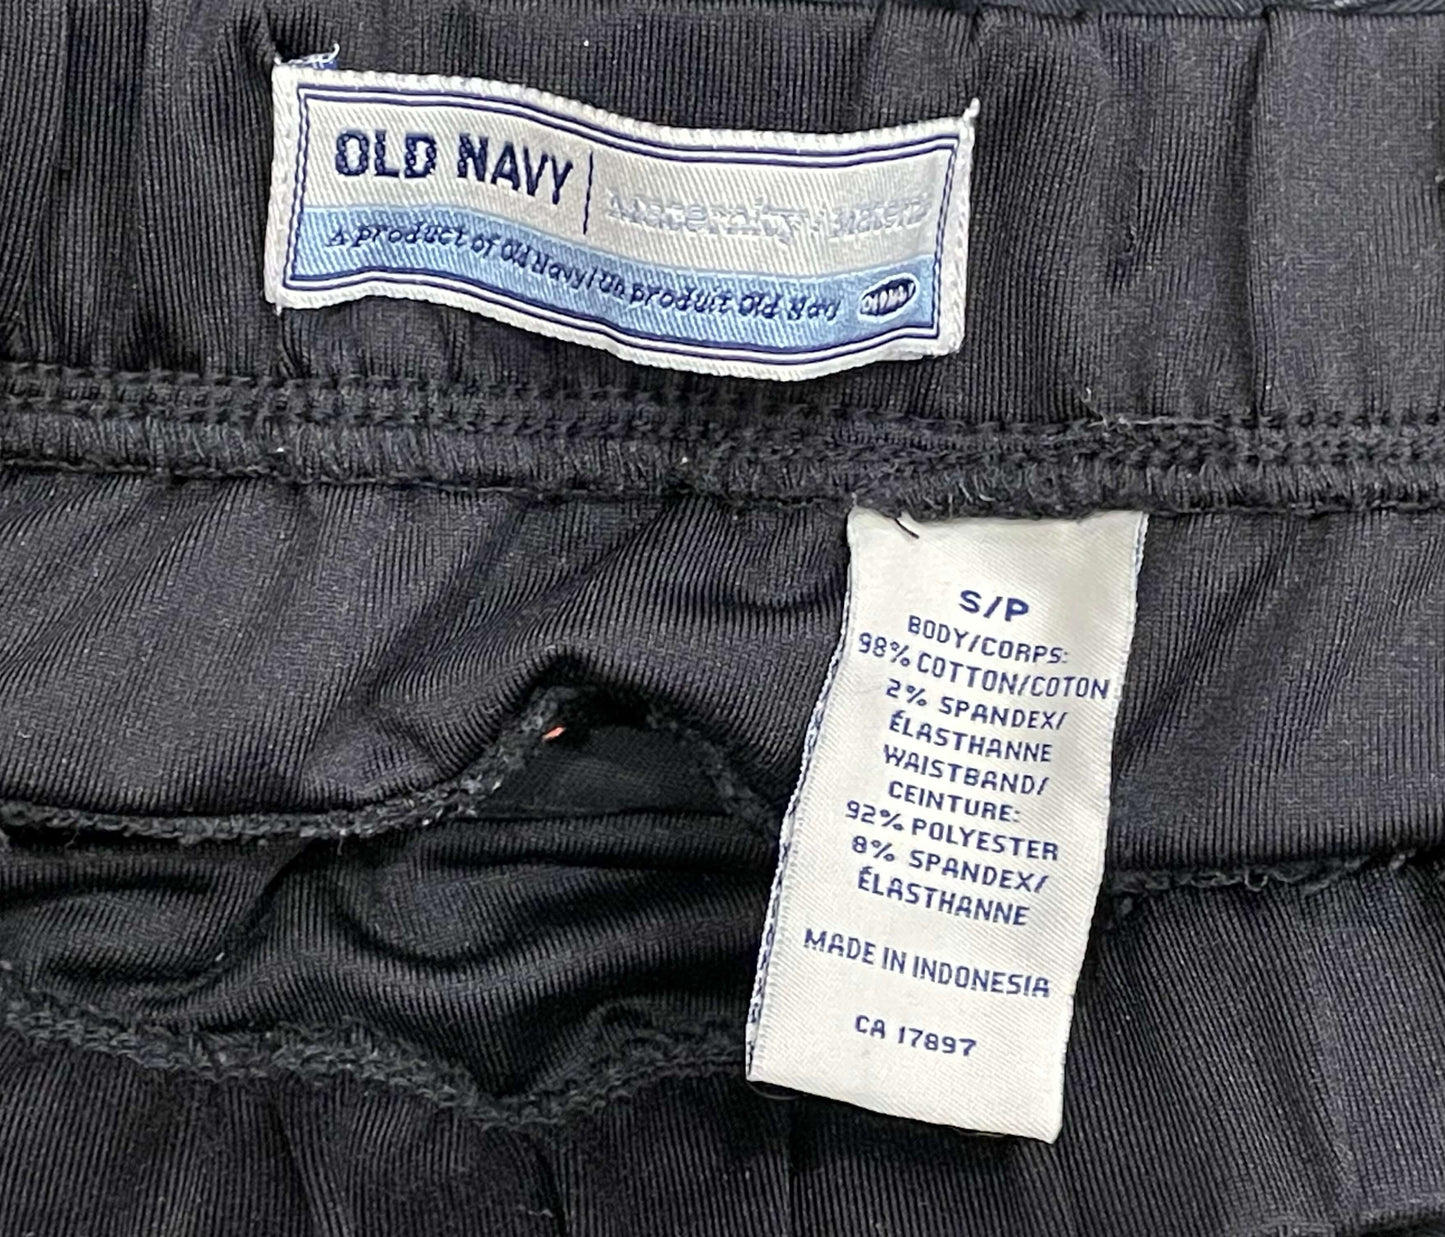 OLD NAVY | Maternity
A product of Old Navy / Un produit Old Navy
OLD NAVY
S/P
BODY/CORPS:
98% COTTON/COTON
2% SPANDEX/
ÉLASTHANNE
WAISTBAND/
CEINTURE:
92% POLYESTER
8% SPANDEX/
ÉLASTHANNE
MADE IN INDONESIA
CA 17897